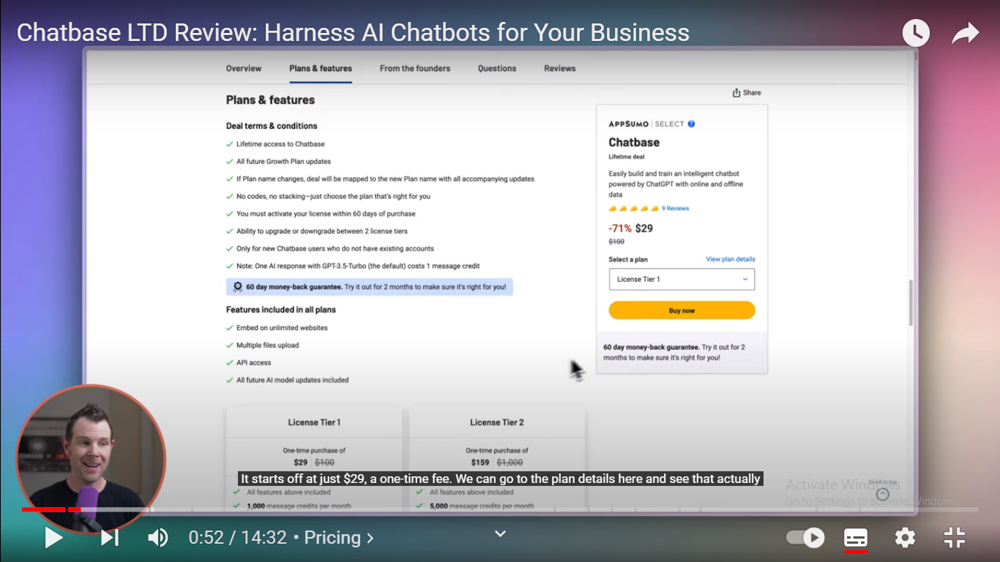 Chatbase LTD Review: Harness AI Chatbots for Your Business
Overview
Plans & features
From the founders
Questions
Reviews
Plans & features
Share
Deal terms & conditions
Lifetime access to Chatbase
All future Growth Plan updates
If Plan name changes, deal will be mapped to the new Plan name with all accompanying updates
No codes, no stacking—just choose the plan that's right for you
You must activate your license within 60 days of purchase
Ability to upgrade or downgrade between 2 license tiers
Only for new Chatbase users who do not have existing accounts
Note: One AI response with GPT-3.5-Turbo (the default) costs 1 message credit
60 day money-back guarantee. Try it out for 2 months to make sure it's right for you!
Features included in all plans
Embed on unlimited websites
Multiple files upload
API access
All future AI model updates included
APPSUMO | SELECT ?
Chatbase
Lifetime deal
Easily build and train an intelligent chatbot
powered by ChatGPT with online and offline
data
9 Reviews
-71% $29
$100
Select a plan
View plan details
License Tier 1
Buy now
60 day money-back guarantee. Try it out for 2
months to make sure it's right for you!
License Tier 1
One-time purchase of
$29 $100
All features above included
1,000 message credits per month
License Tier 2
One-time purchase of
$159 $1,000
All features above included
5,000 message credits per month
It starts off at just $29, a one-time fee. We can go to the plan details here and see that actually
Scroll to top
Activate Windows
Go to Settings to activate Windows.
0:52 / 14:32 • Pricing